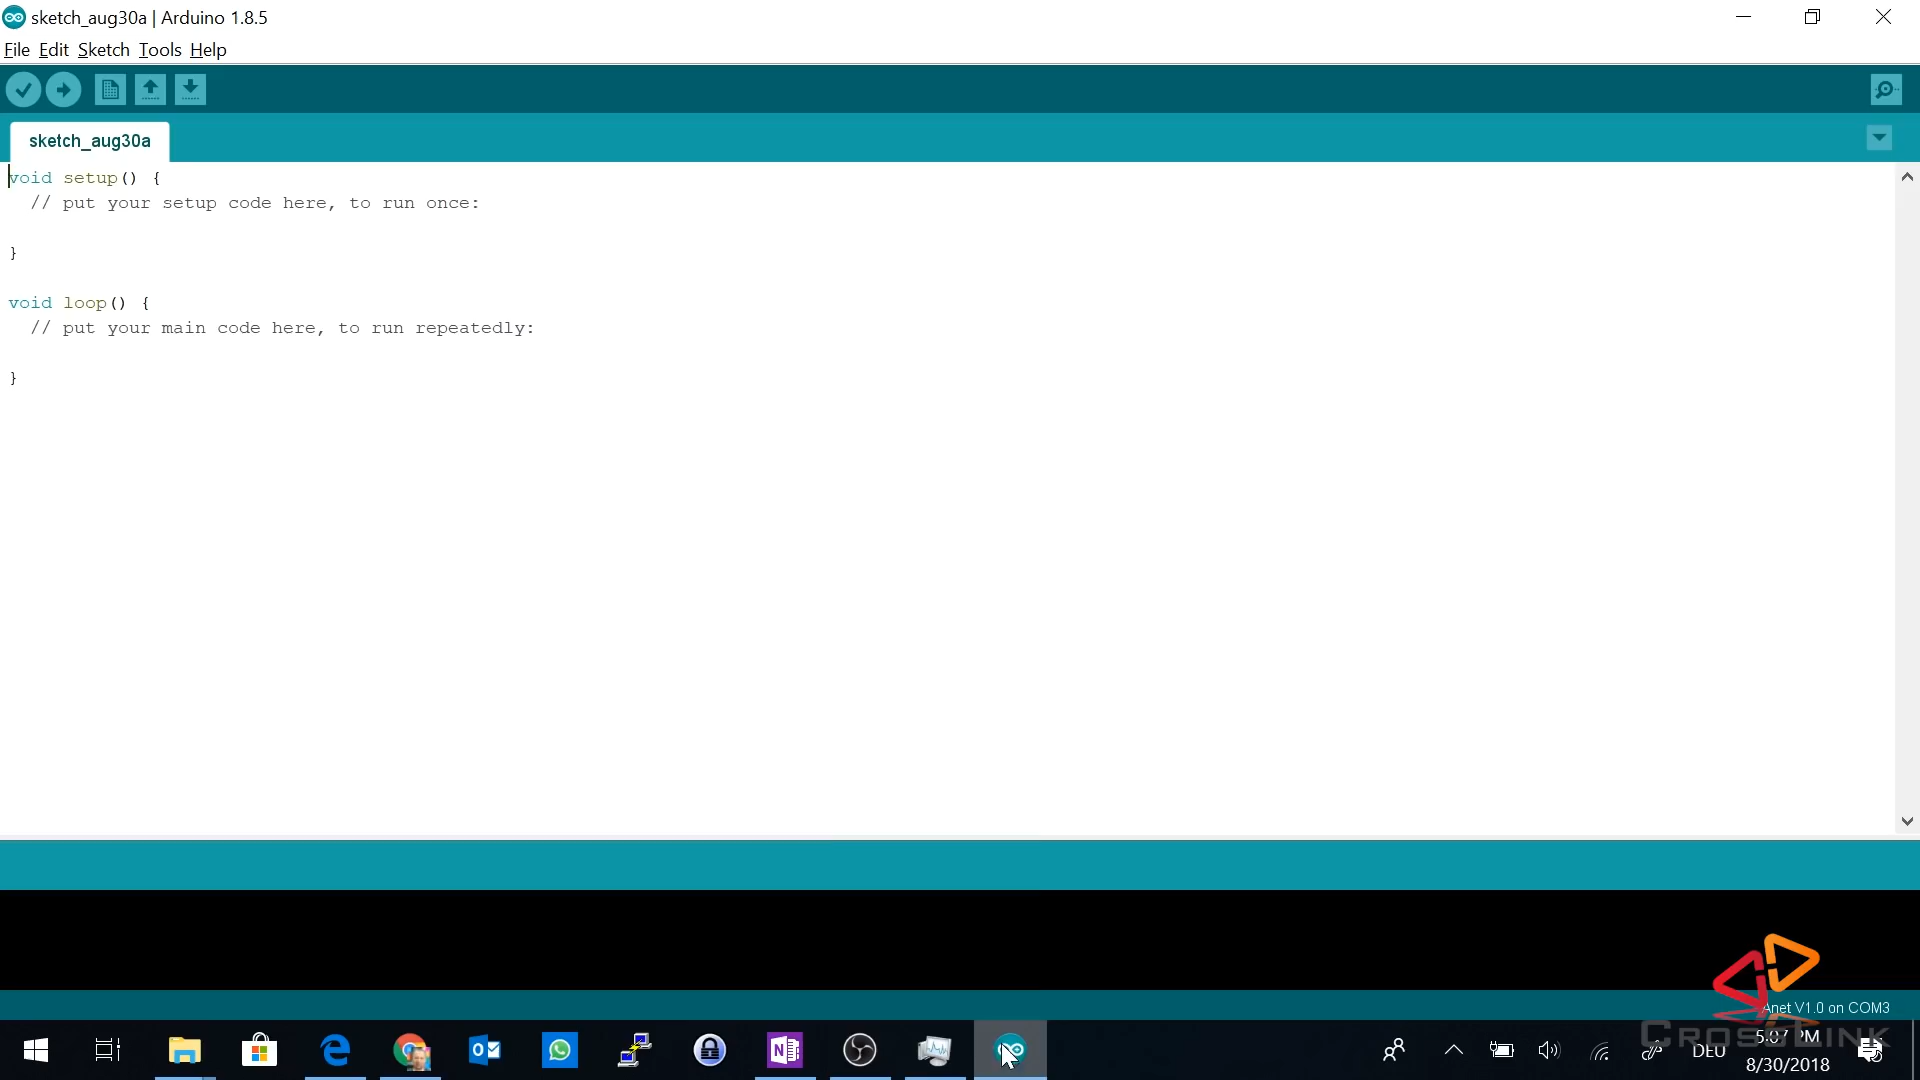 sketch_aug30a | Arduino 1.8.5
File Edit Sketch Tools Help
sketch_aug30a
void setup() {
  // put your setup code here, to run once:
}
void loop() {
  // put your main code here, to run repeatedly:
}
Anet V1.0 on COM3
CROSSLINK
DEU
5:07 PM
8/30/2018